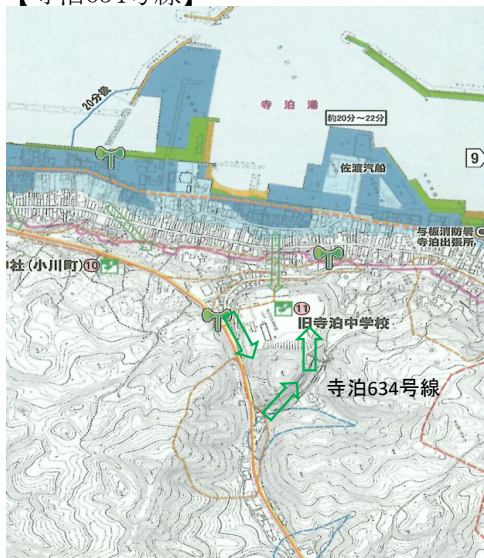 【寺泊634号線】
20分後
寺泊港
約20分～22分
佐渡汽船
9
与板消防署
寺泊出張所
神社(小川町)⑩
⑪
旧寺泊中学校
寺泊634号線